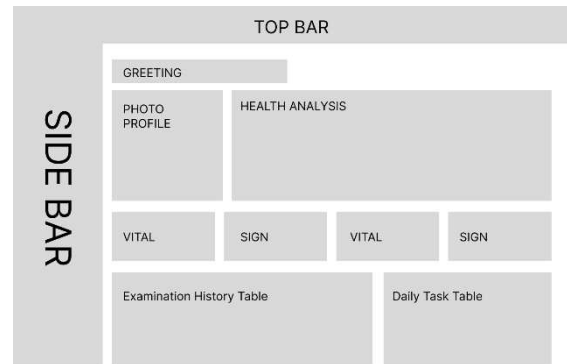 TOP BAR
SIDE BAR
GREETING
PHOTO
PROFILE
HEALTH ANALYSIS
VITAL
SIGN
VITAL
SIGN
Examination History Table
Daily Task Table